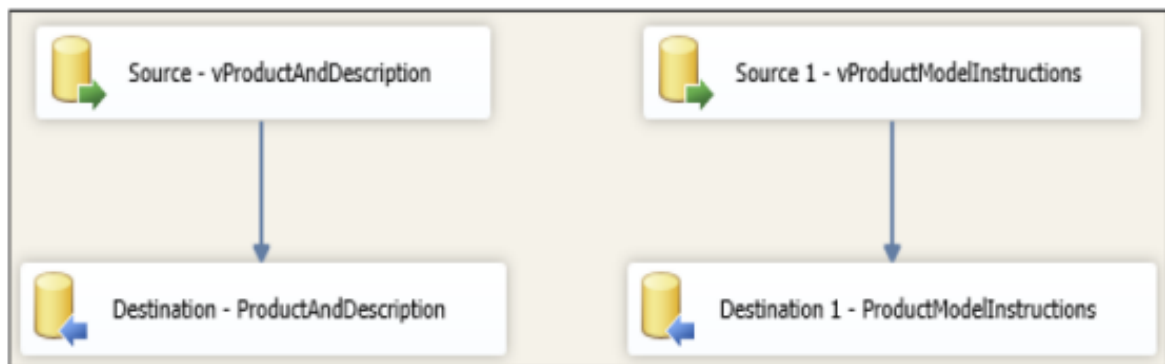 Source - vProductAndDescription
Source 1 - vProductModelInstructions
Destination - ProductAndDescription
Destination 1 - ProductModelInstructions